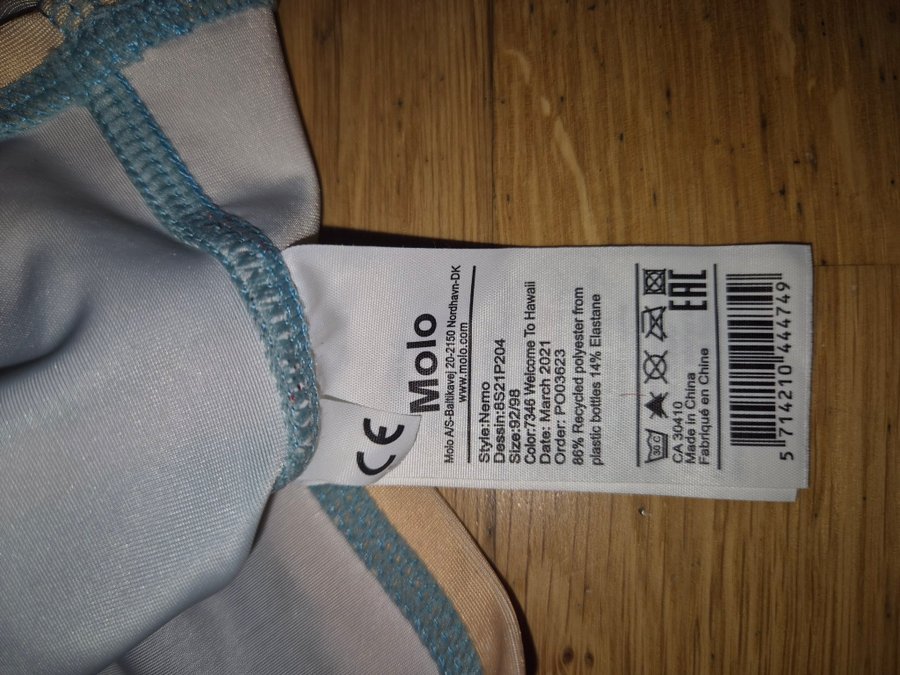 CE
Molo
Molo A/S-Baltikavej 20-2150 Nordhavn-DK
www.molo.com
Style:Nemo
Dessin:8S21P204
Size:92/98
Color:7346 Welcome To Hawaii
Date: March 2021
Order: PO03623
86% Recycled polyester from
plastic bottles 14% Elastane
30°C
EAC
CA 30410
Made in China
Fabriqué en Chine
5 714210 444749